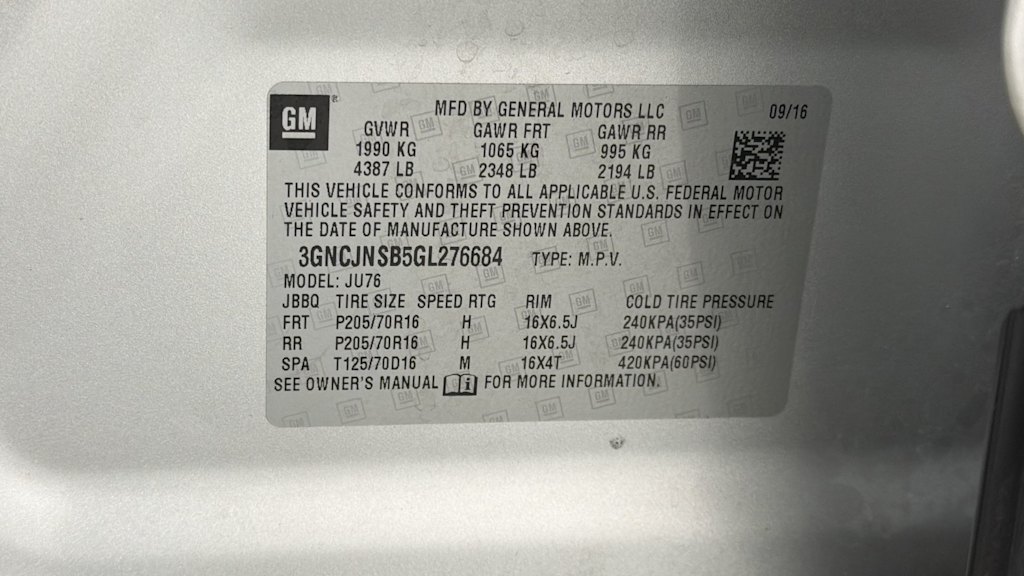 GM MFD BY GENERAL MOTORS LLC 09/16
GVWR GAWR FRT GAWR RR
1990 KG 1065 KG 995 KG
4387 LB 2348 LB 2194 LB
THIS VEHICLE CONFORMS TO ALL APPLICABLE U.S. FEDERAL MOTOR
VEHICLE SAFETY AND THEFT PREVENTION STANDARDS IN EFFECT ON
THE DATE OF MANUFACTURE SHOWN ABOVE.
3GNCJNSB5GL276684 TYPE: M.P.V.
MODEL: JU76
JBBQ TIRE SIZE SPEED RTG RIM COLD TIRE PRESSURE
FRT P205/70R16 H 16X6.5J 240KPA(35PSI)
RR P205/70R16 H 16X6.5J 240KPA(35PSI)
SPA T125/70D16 M 16X4T 420KPA(60PSI)
SEE OWNER'S MANUAL i FOR MORE INFORMATION.